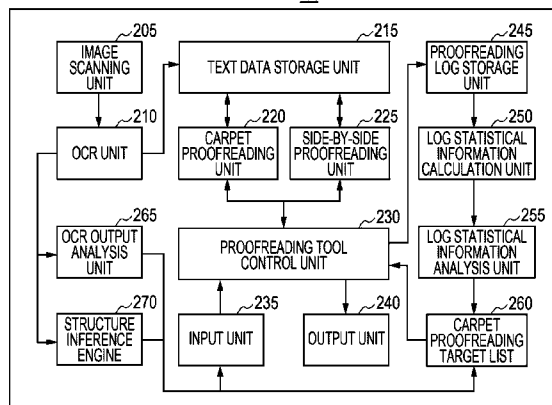 205
IMAGE
SCANNING
UNIT
210
OCR UNIT
265
OCR OUTPUT
ANALYSIS
UNIT
270
STRUCTURE
INFERENCE
ENGINE
215
TEXT DATA STORAGE UNIT
220
CARPET
PROOFREADING
UNIT
225
SIDE-BY-SIDE
PROOFREADING
UNIT
230
PROOFREADING TOOL
CONTROL UNIT
235
INPUT UNIT
240
OUTPUT UNIT
245
PROOFREADING
LOG STORAGE
UNIT
250
LOG STATISTICAL
INFORMATION
CALCULATION UNIT
255
LOG STATISTICAL
INFORMATION
ANALYSIS UNIT
260
CARPET
PROOFREADING
TARGET LIST